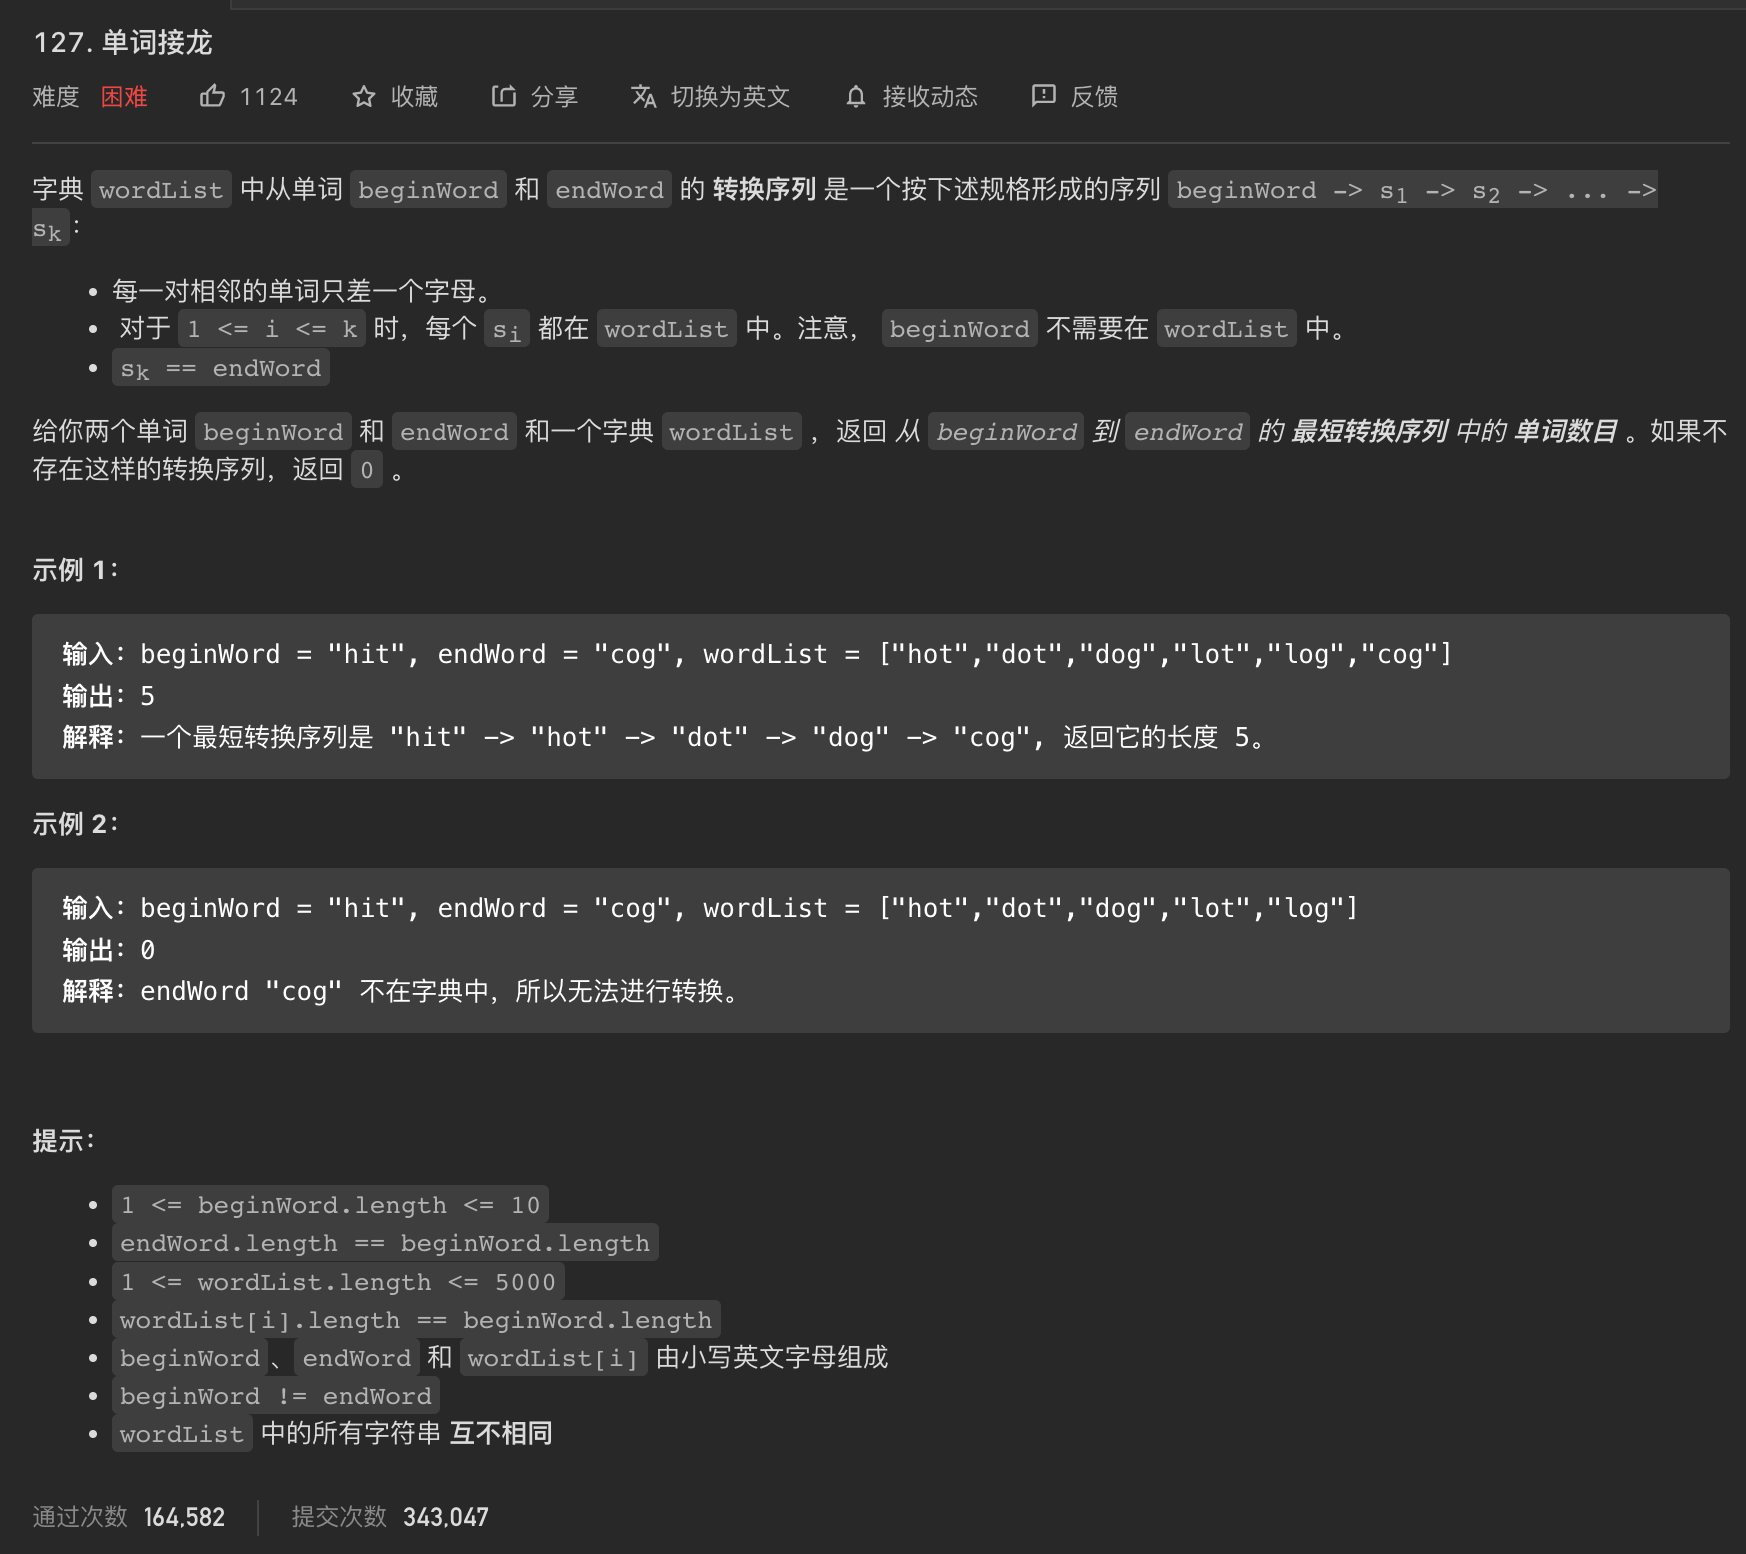 127. 单词接龙
难度 困难 1124 收藏 分享 切换为英文 接收动态 反馈
字典 wordList 中从单词 beginWord 和 endWord 的 转换序列 是一个按下述规格形成的序列 beginWord -> s1 -> s2 -> ... ->
sk：
• 每一对相邻的单词只差一个字母。
• 对于 1 <= i <= k 时，每个 si 都在 wordList 中。注意， beginWord 不需要在 wordList 中。
• sk == endWord
给你两个单词 beginWord 和 endWord 和一个字典 wordList ，返回 从 beginWord 到 endWord 的 最短转换序列 中的 单词数目 。如果不
存在这样的转换序列，返回 0 。
示例 1：
输入：beginWord = "hit", endWord = "cog", wordList = ["hot","dot","dog","lot","log","cog"]
输出：5
解释：一个最短转换序列是 "hit" -> "hot" -> "dot" -> "dog" -> "cog", 返回它的长度 5。
示例 2：
输入：beginWord = "hit", endWord = "cog", wordList = ["hot","dot","dog","lot","log"]
输出：0
解释：endWord "cog" 不在字典中，所以无法进行转换。
提示：
• 1 <= beginWord.length <= 10
• endWord.length == beginWord.length
• 1 <= wordList.length <= 5000
• wordList[i].length == beginWord.length
• beginWord、endWord 和 wordList[i] 由小写英文字母组成
• beginWord != endWord
• wordList 中的所有字符串 互不相同
通过次数 164,582 提交次数 343,047